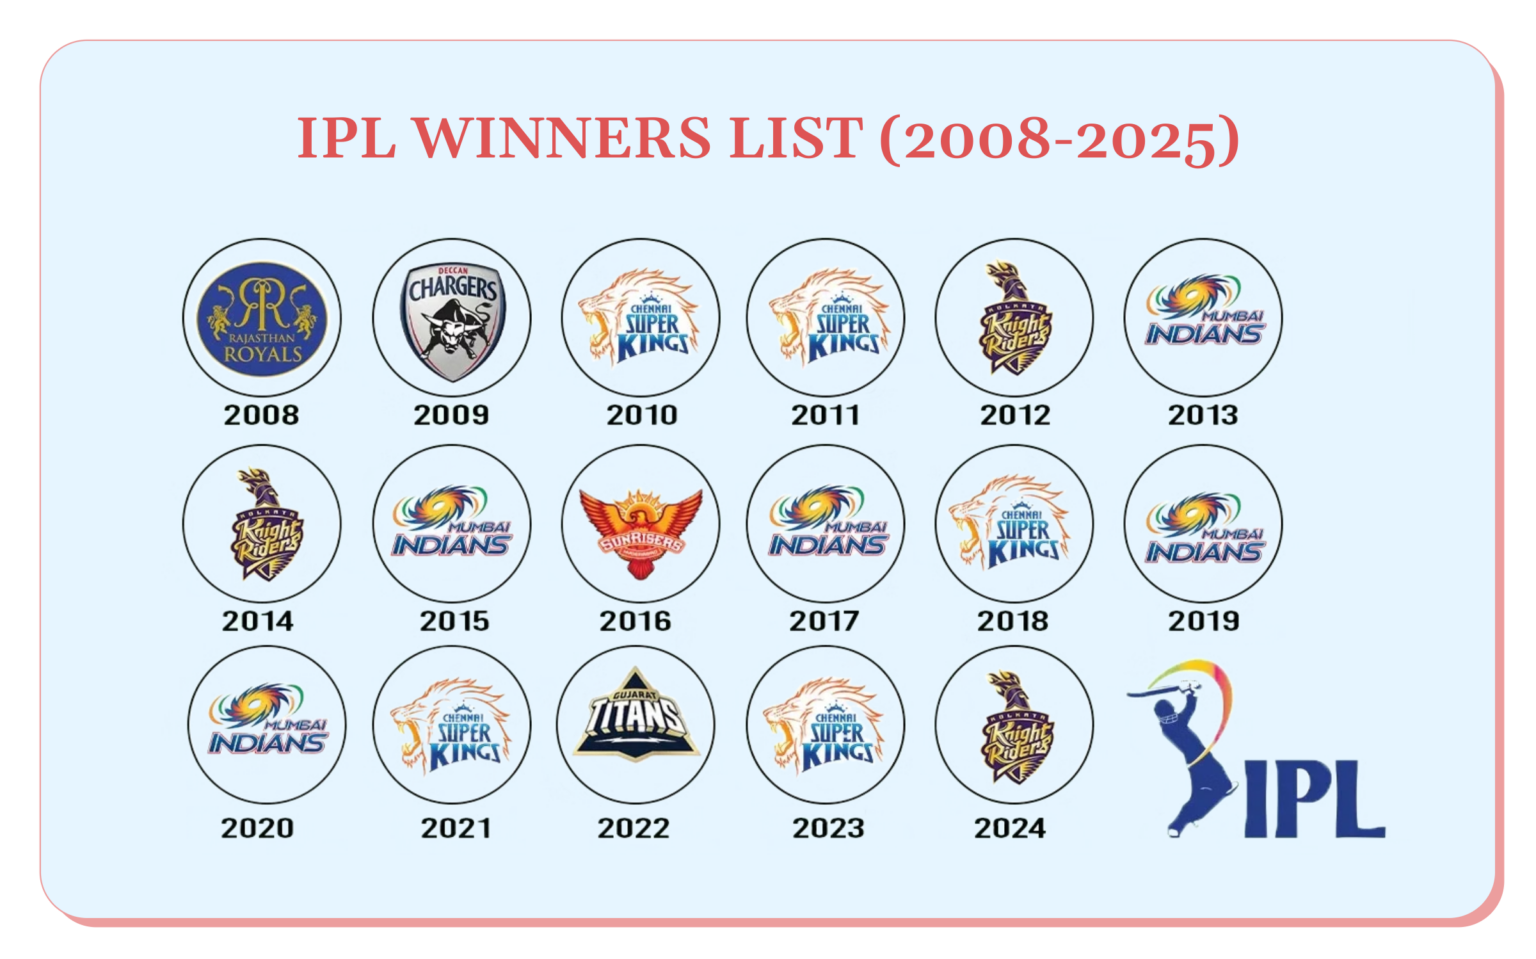 IPL WINNERS LIST (2008-2025)
RAJASTHAN
ROYALS
DECCAN
CHARGERS
CHENNAI
SUPER
KINGS
CHENNAI
SUPER
KINGS
KOLKATA
Knight
Riders
MUMBAI
INDIANS
2008 2009 2010 2011 2012 2013
KOLKATA
Knight
Riders
MUMBAI
INDIANS
SUNRISERS
MUMBAI
INDIANS
CHENNAI
SUPER
KINGS
MUMBAI
INDIANS
2014 2015 2016 2017 2018 2019
MUMBAI
INDIANS
CHENNAI
SUPER
KINGS
GUJARAT
TITANS
CHENNAI
SUPER
KINGS
KOLKATA
Knight
Riders
IPL
2020 2021 2022 2023 2024